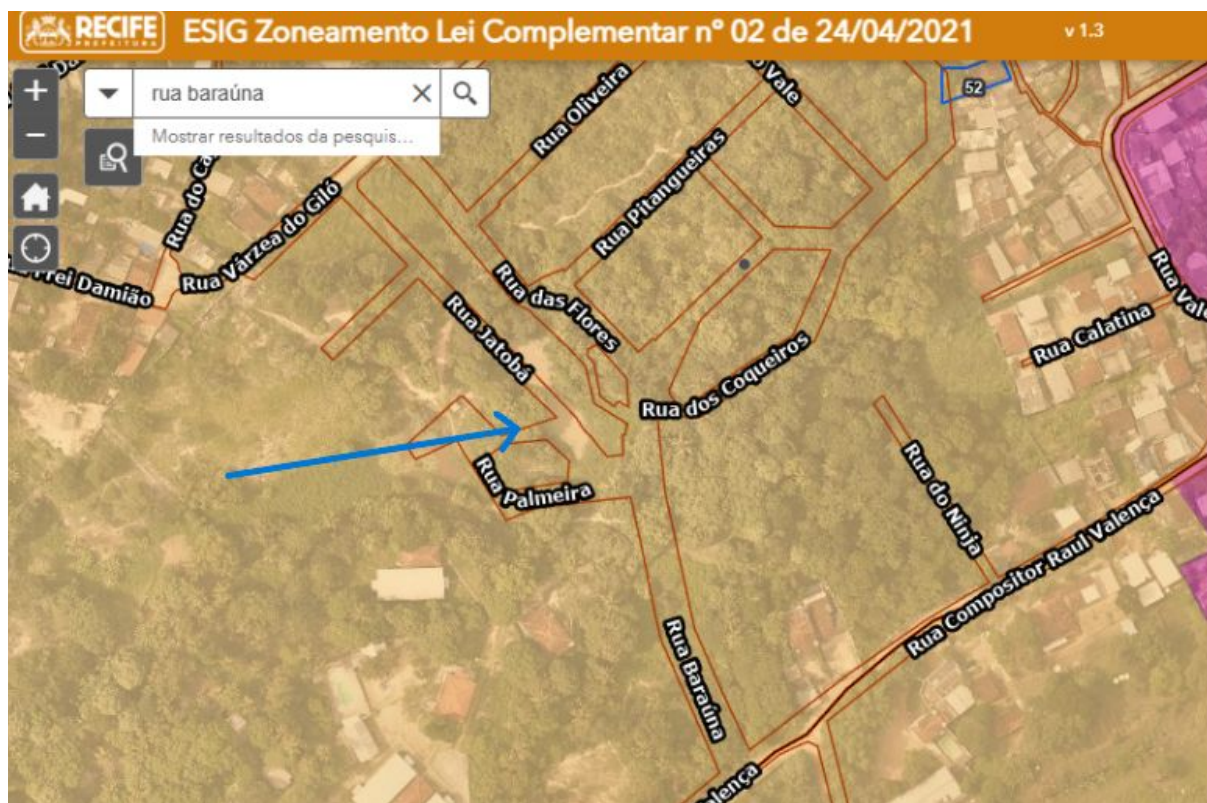 RECIFE
PREFEITURA
ESIG Zoneamento Lei Complementar nº 02 de 24/04/2021
v 1.3
+
rua baraúna
Mostrar resultados da pesquis...
−
52
Rua Oliveira
o Vale
Rua do Ca
Rua Várzea do Giló
Rua Pitangueiras
Frei Damião
Rua das Flores
Rua Vale
Rua Jatobá
Rua Calatina
Rua dos Coqueiros
Rua Palmeira
Rua do Ninja
Rua Compositor Raul Valença
Rua Baraúna
alença